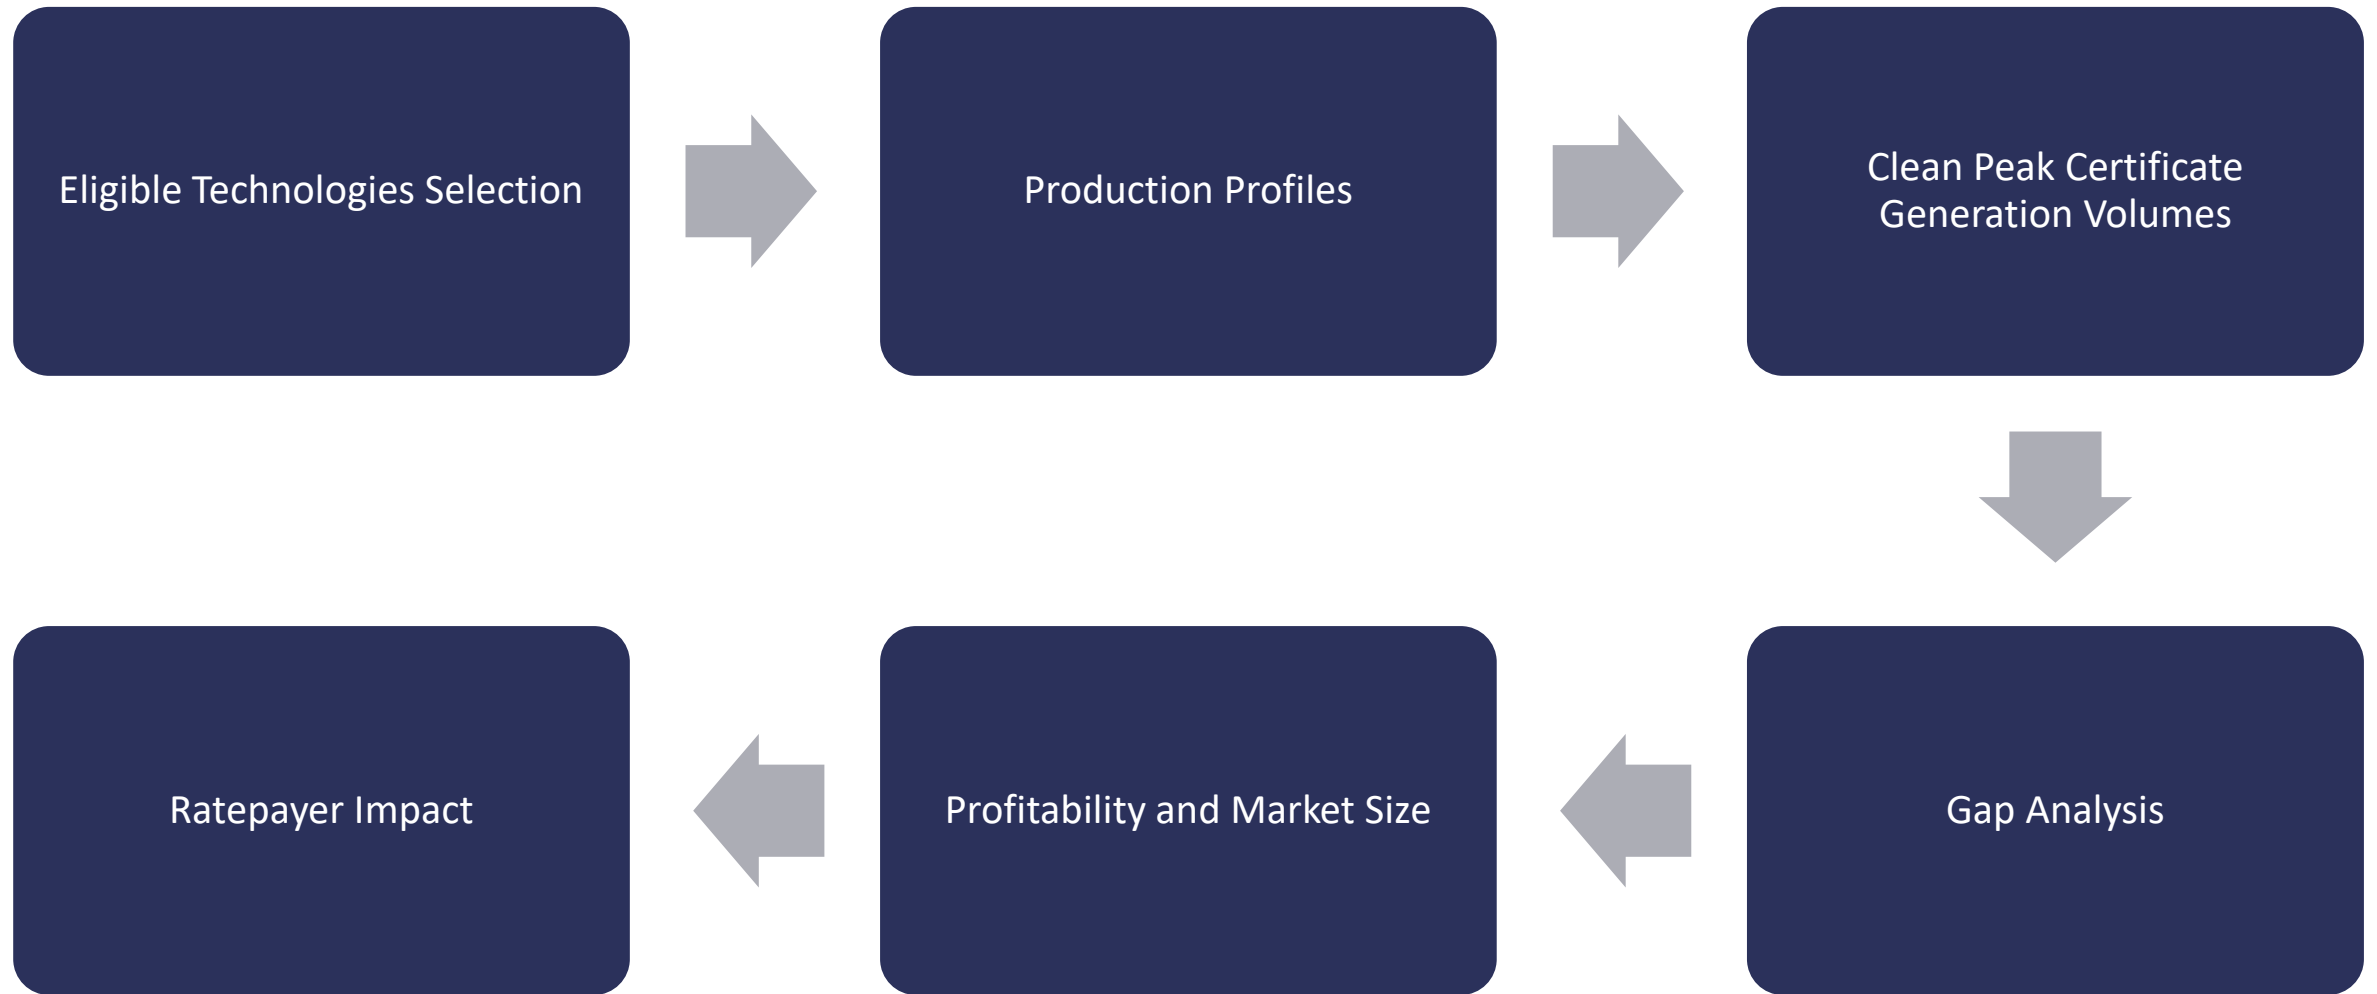 Eligible Technologies Selection
Production Profiles
Clean Peak Certificate
Generation Volumes
Gap Analysis
Profitability and Market Size
Ratepayer Impact